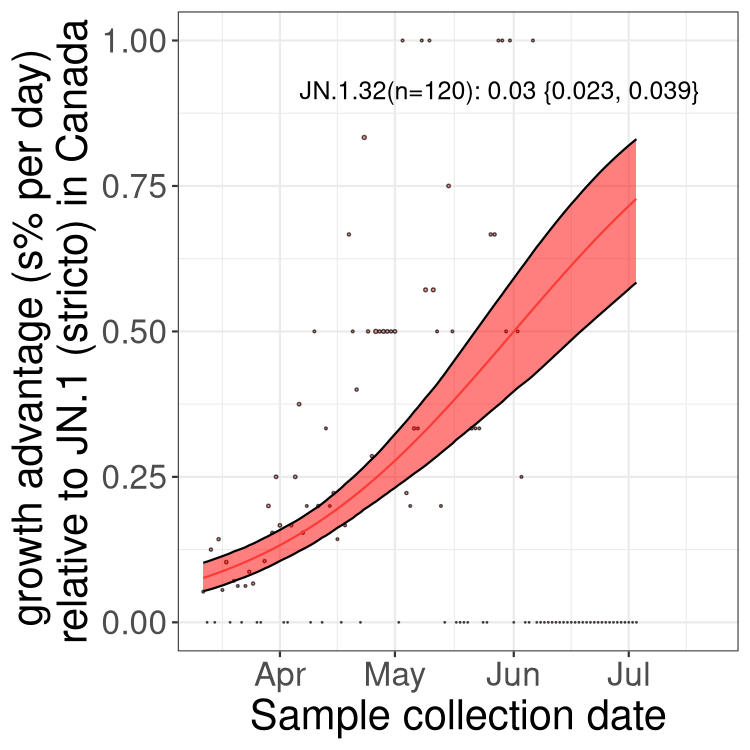 growth advantage (s% per day)
relative to JN.1 (stricto) in Canada
1.00
0.75
0.50
0.25
0.00
JN.1.32(n=120): 0.03 {0.023, 0.039}
Apr May Jun Jul
Sample collection date